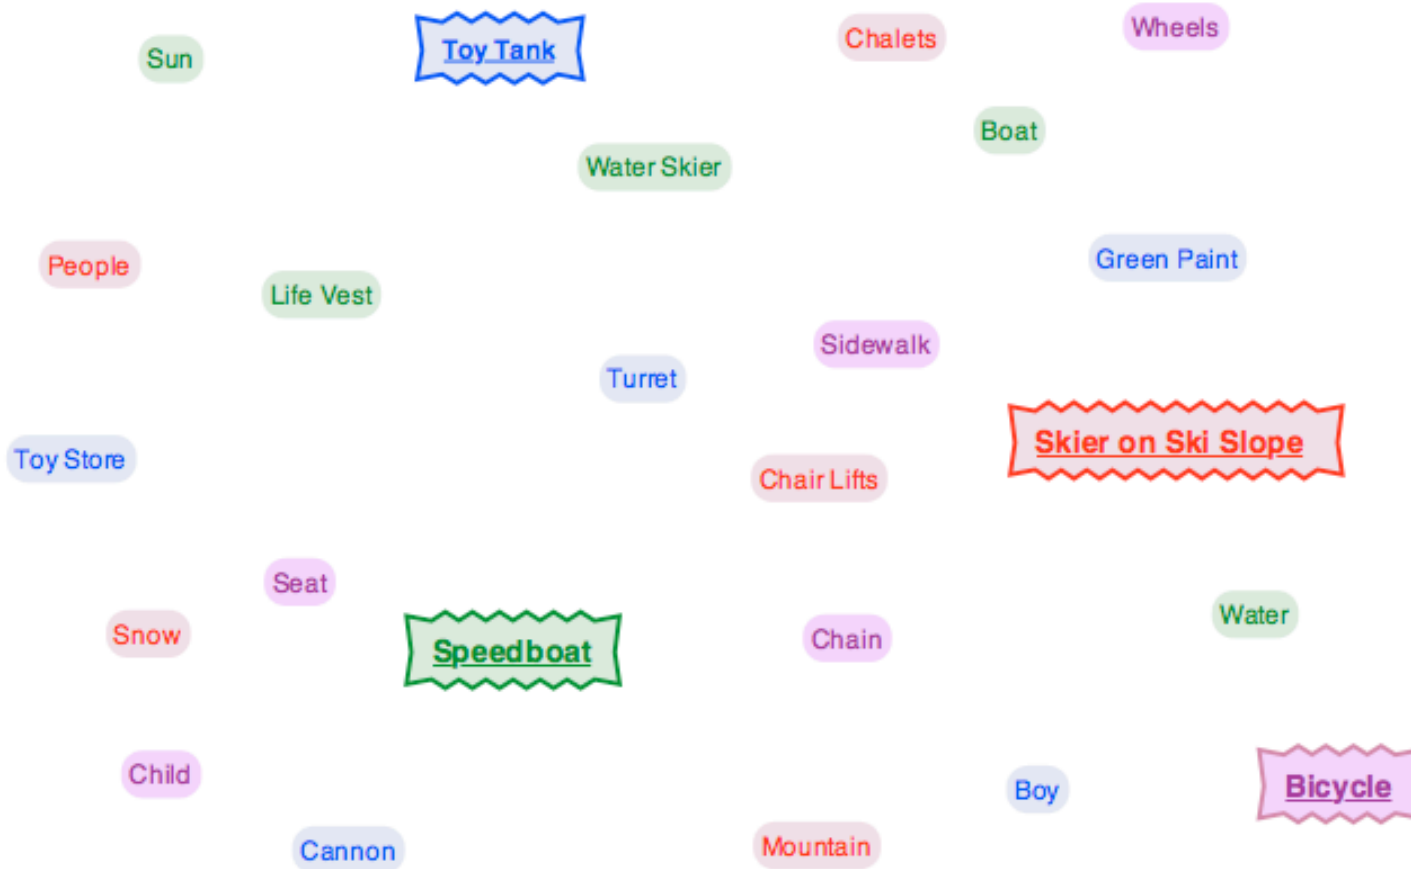 Wheels
Chalets
Toy Tank
Sun
Boat
Water Skier
Green Paint
People
Life Vest
Sidewalk
Turret
Skier on Ski Slope
Toy Store
Chair Lifts
Seat
Water
Snow
Chain
Speedboat
Child
Bicycle
Boy
Mountain
Cannon